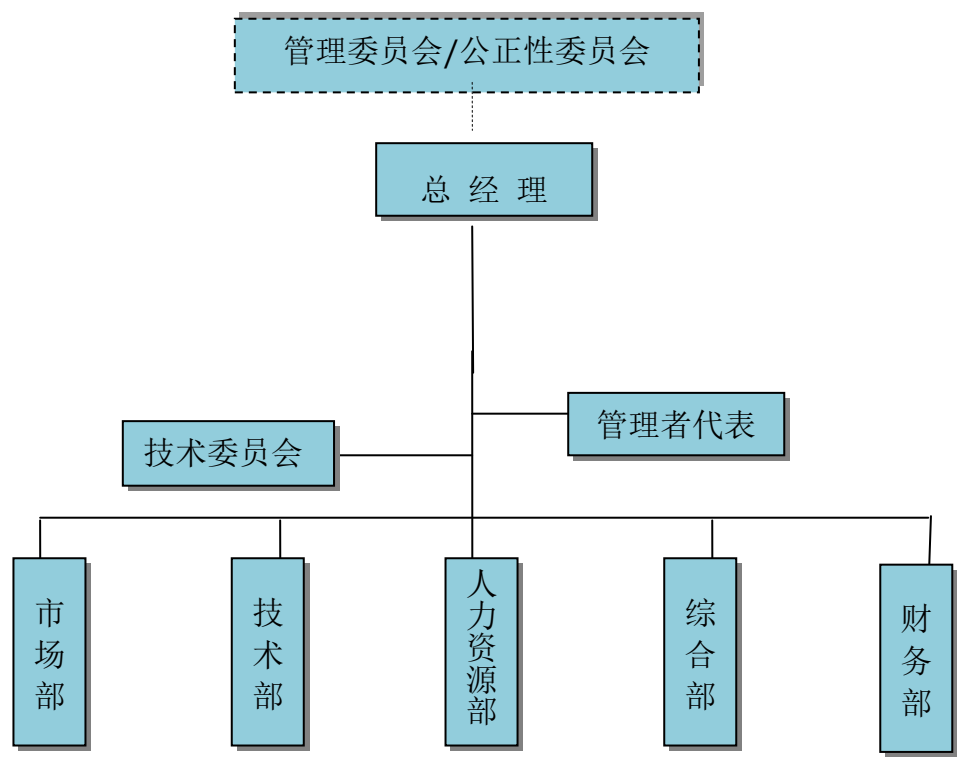 管理委员会/公正性委员会
总 经 理
管理者代表
技术委员会
市场部
技术部
人力资源部
综合部
财务部